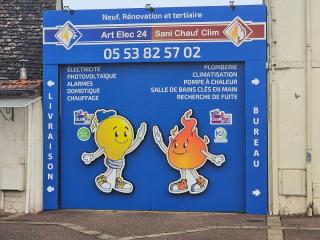 Neuf, Rénovation et tertiaire
Art Elec 24
Sani Chauf Clim
05 53 82 57 02
ÉLECTRICITÉ
PHOTOVOLTAÏQUE
ALARMES
DOMOTIQUE
CHAUFFAGE
PLOMBERIE
CLIMATISATION
POMPE À CHALEUR
SALLE DE BAINS CLÉS EN MAIN
RECHERCHE DE FUITE
LIVRAISON
BUREAU